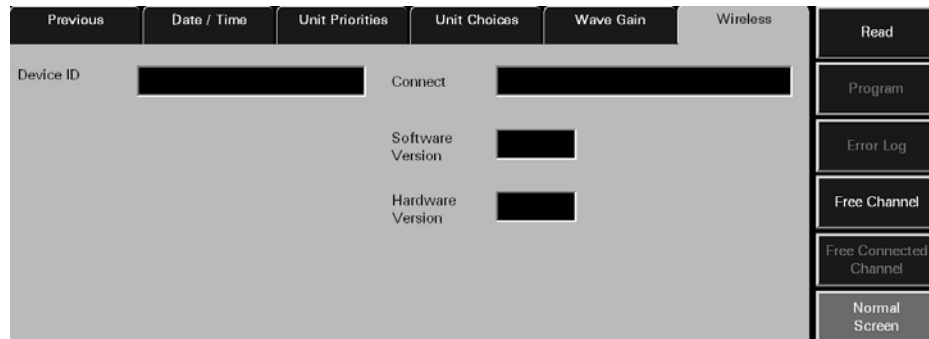 Previous
Date / Time
Unit Priorities
Unit Choices
Wave Gain
Wireless
Device ID
Connect
Software
Version
Hardware
Version
Read
Program
Error Log
Free Channel
Free Connected
Channel
Normal
Screen